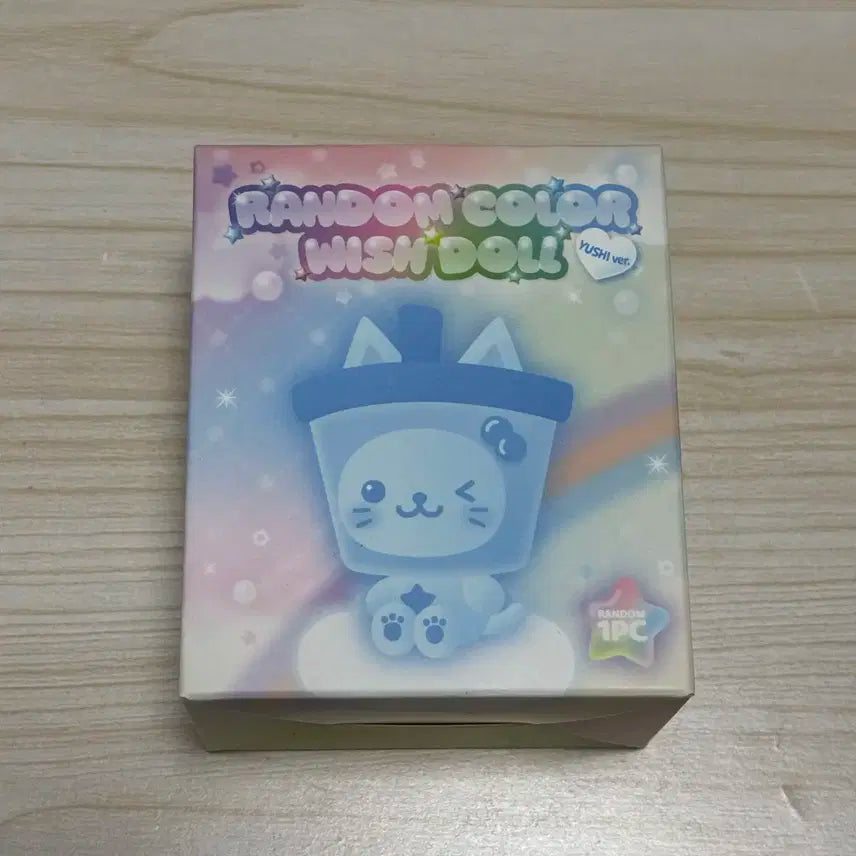 RANDOM COLOR
WISH DOLL
YUSHI ver.
RANDOM
1PC